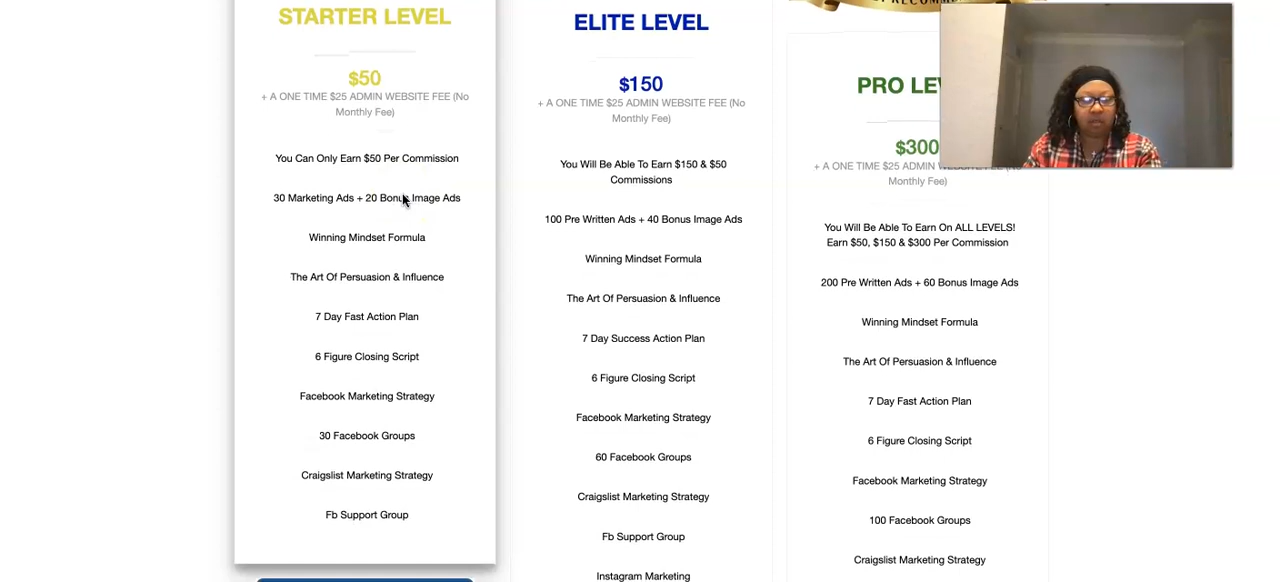 STARTER LEVEL
$50
+ A ONE TIME $25 ADMIN WEBSITE FEE (No
Monthly Fee)
You Can Only Earn $50 Per Commission
30 Marketing Ads + 20 Bonus Image Ads
Winning Mindset Formula
The Art Of Persuasion & Influence
7 Day Fast Action Plan
6 Figure Closing Script
Facebook Marketing Strategy
30 Facebook Groups
Craigslist Marketing Strategy
Fb Support Group
ELITE LEVEL
$150
+ A ONE TIME $25 ADMIN WEBSITE FEE (No
Monthly Fee)
You Will Be Able To Earn $150 & $50
Commissions
100 Pre Written Ads + 40 Bonus Image Ads
Winning Mindset Formula
The Art Of Persuasion & Influence
7 Day Success Action Plan
6 Figure Closing Script
Facebook Marketing Strategy
60 Facebook Groups
Craigslist Marketing Strategy
Fb Support Group
Instagram Marketing
PRO LE
$300
+ A ONE TIME $25 ADMIN
Monthly Fee)
You Will Be Able To Earn On ALL LEVELS!
Earn $50, $150 & $300 Per Commission
200 Pre Written Ads + 60 Bonus Image Ads
Winning Mindset Formula
The Art Of Persuasion & Influence
7 Day Fast Action Plan
6 Figure Closing Script
Facebook Marketing Strategy
100 Facebook Groups
Craigslist Marketing Strategy